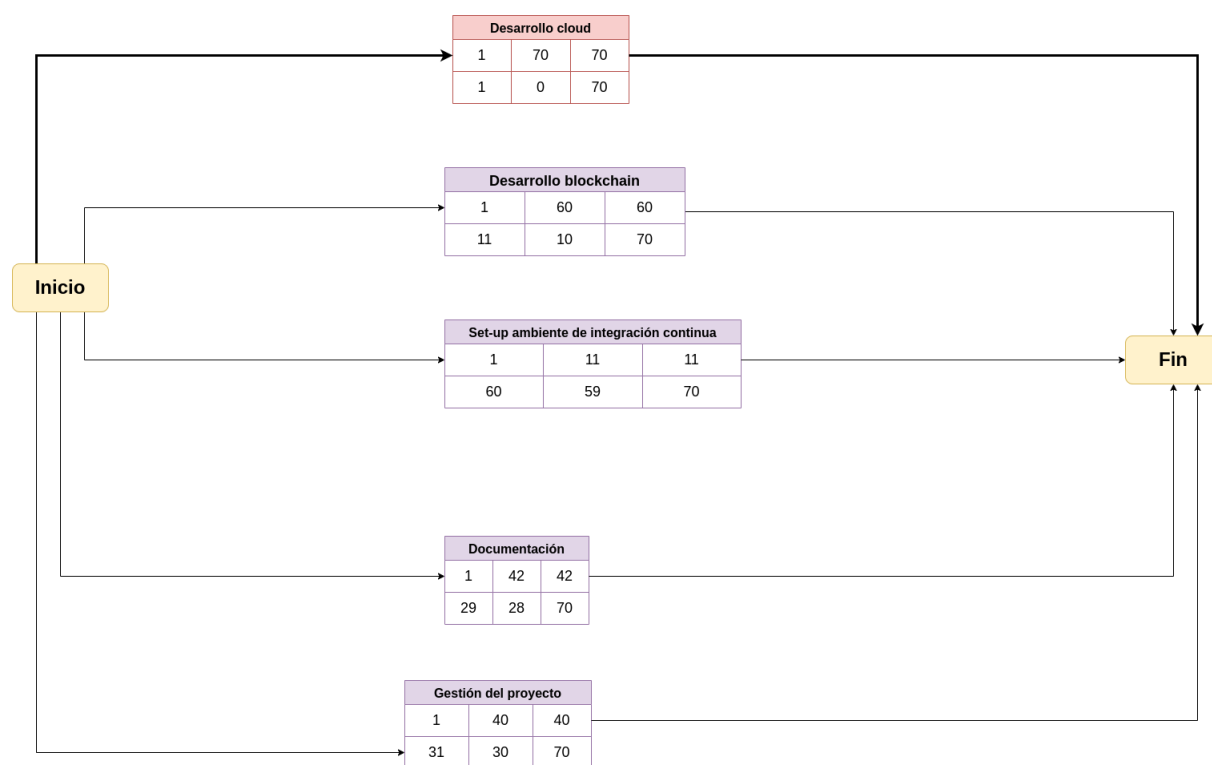 Desarrollo cloud
1 70 70
1 0 70
Desarrollo blockchain
1 60 60
11 10 70
Inicio
Set-up ambiente de integración continua
1 11 11
60 59 70
Fin
Documentación
1 42 42
29 28 70
Gestión del proyecto
1 40 40
31 30 70